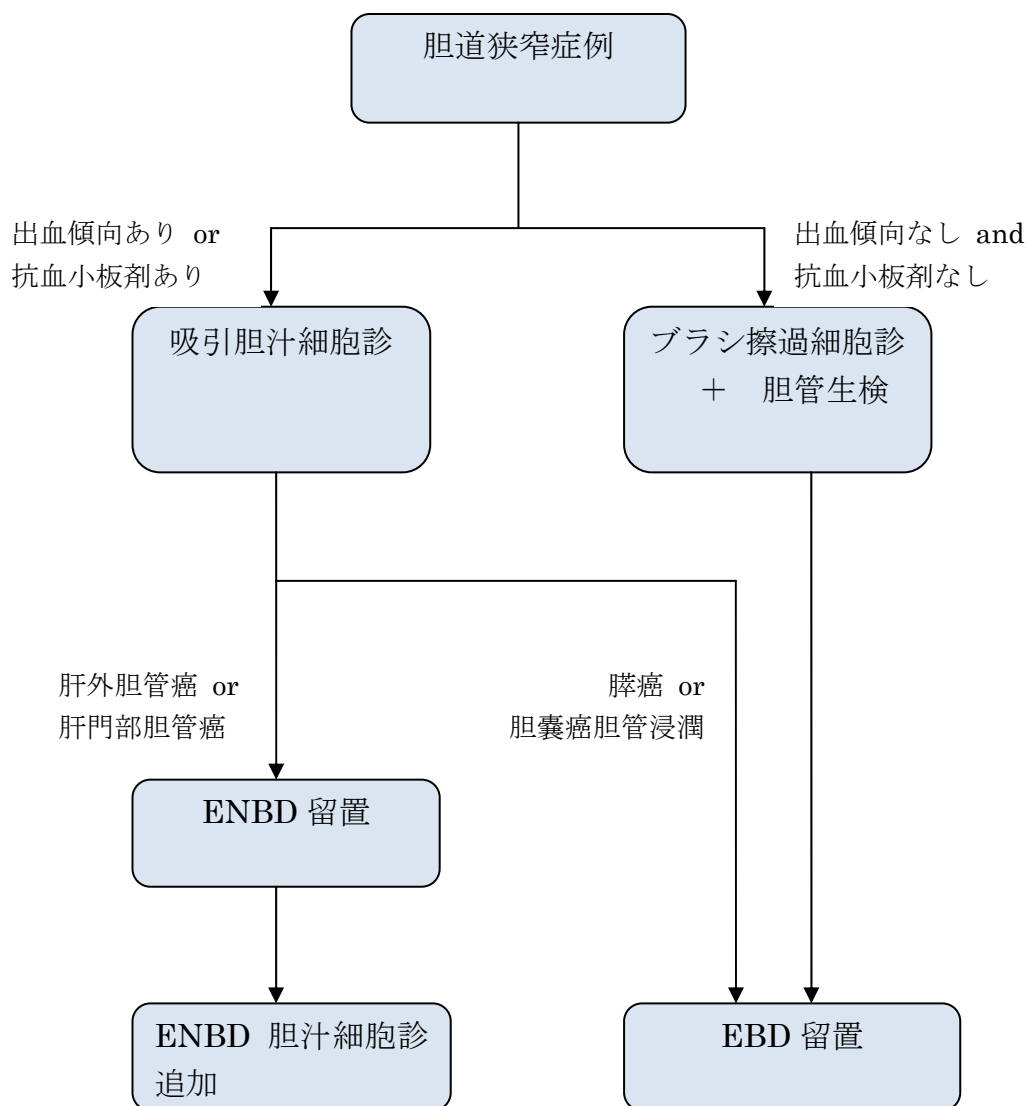 胆道狭窄症例
出血傾向あり or
抗血小板剤あり
出血傾向なし and
抗血小板剤なし
吸引胆汁細胞診
ブラシ擦過細胞診
＋ 胆管生検
肝外胆管癌 or
肝門部胆管癌
膵癌 or
胆嚢癌胆管浸潤
ENBD 留置
ENBD 胆汁細胞診
追加
EBD 留置